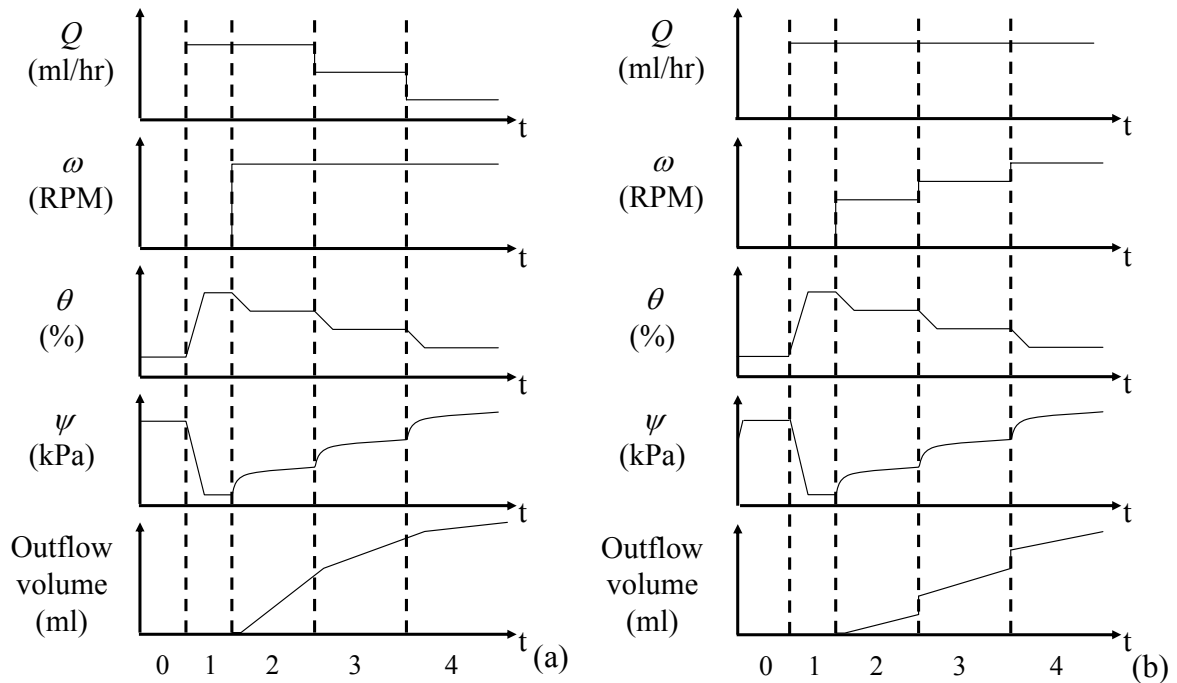 Q
(ml/hr)
t
ω
(RPM)
t
θ
(%)
t
ψ
(kPa)
t
Outflow
volume
(ml)
t
0 1 2 3 4
(a)
Q
(ml/hr)
t
ω
(RPM)
t
θ
(%)
t
ψ
(kPa)
t
Outflow
volume
(ml)
t
0 1 2 3 4
(b)